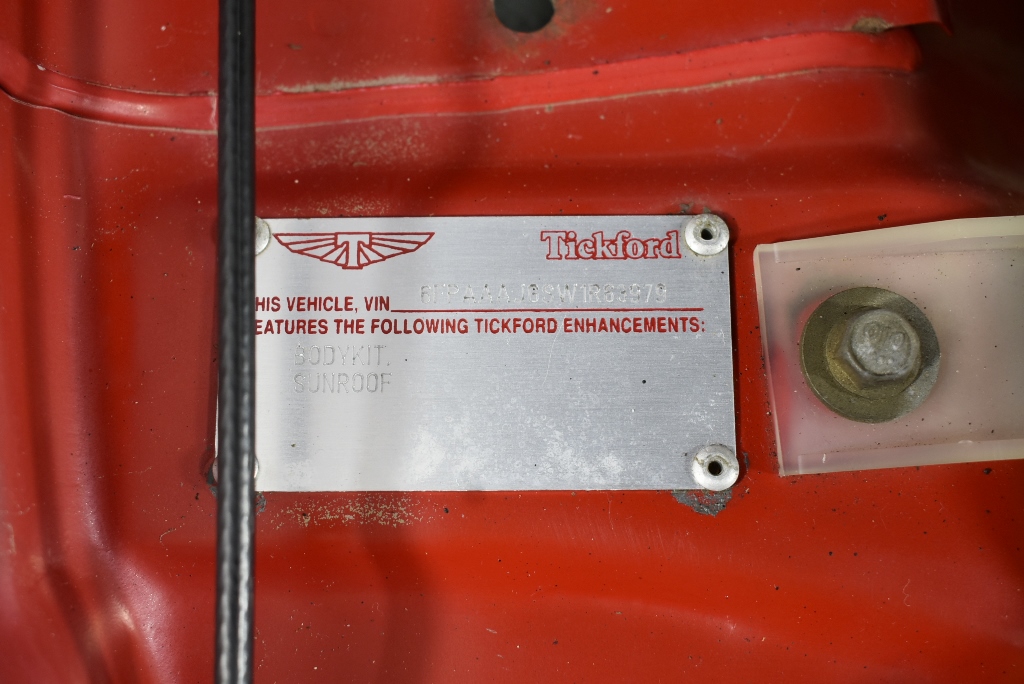 Tickford
HIS VEHICLE, VIN
EATURES THE FOLLOWING TICKFORD ENHANCEMENTS:
BODYKIT.
SUNROOF